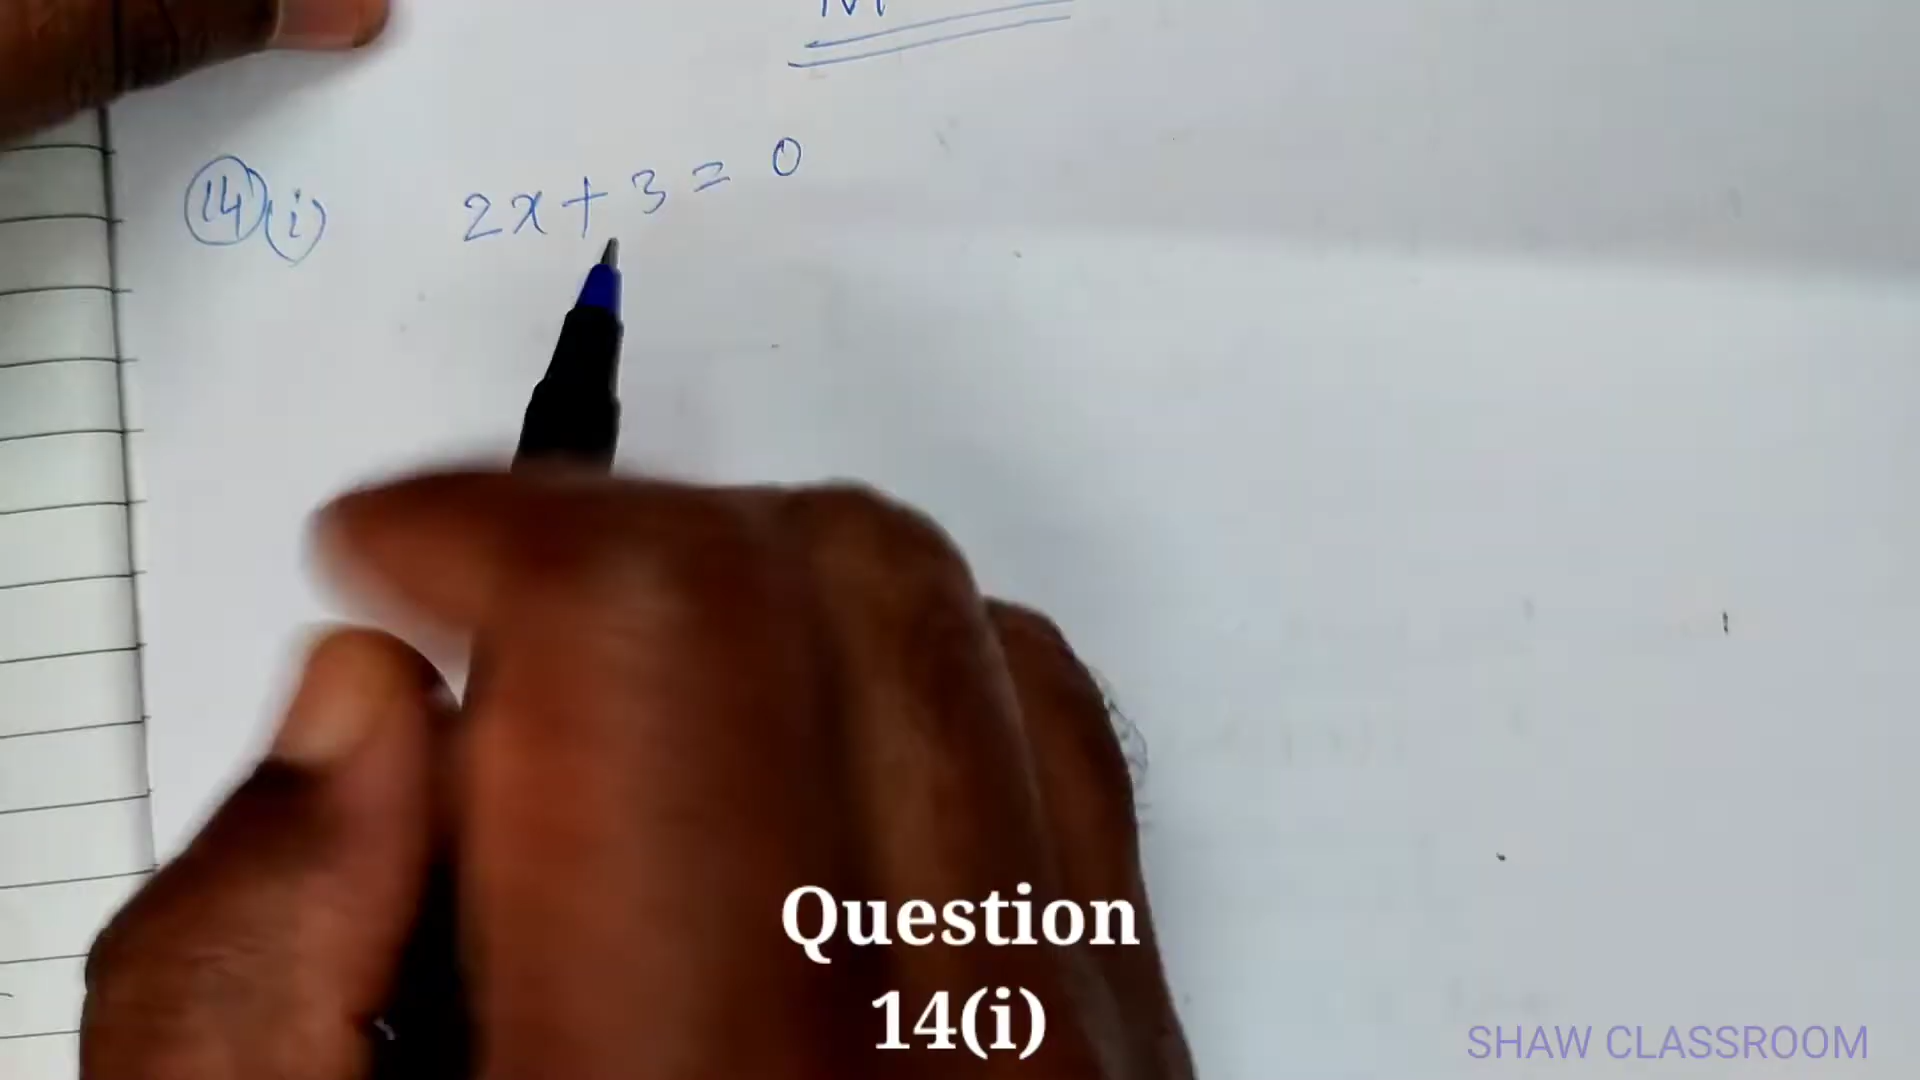 14 (i) 2x + 3 = 0
Question
14(i)
SHAW CLASSROOM